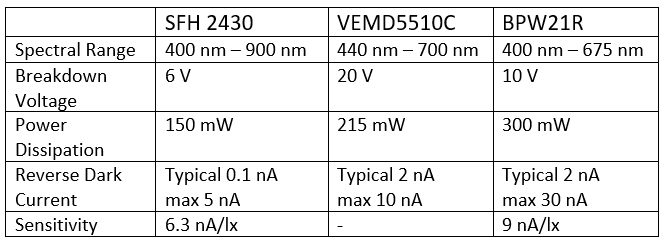 SFH 2430 VEMD5510C BPW21R
Spectral Range 400 nm – 900 nm 440 nm – 700 nm 400 nm – 675 nm
Breakdown 6 V 20 V 10 V
Voltage
Power 150 mW 215 mW 300 mW
Dissipation
Reverse Dark Typical 0.1 nA Typical 2 nA Typical 2 nA
Current max 5 nA max 10 nA max 30 nA
Sensitivity 6.3 nA/lx - 9 nA/lx